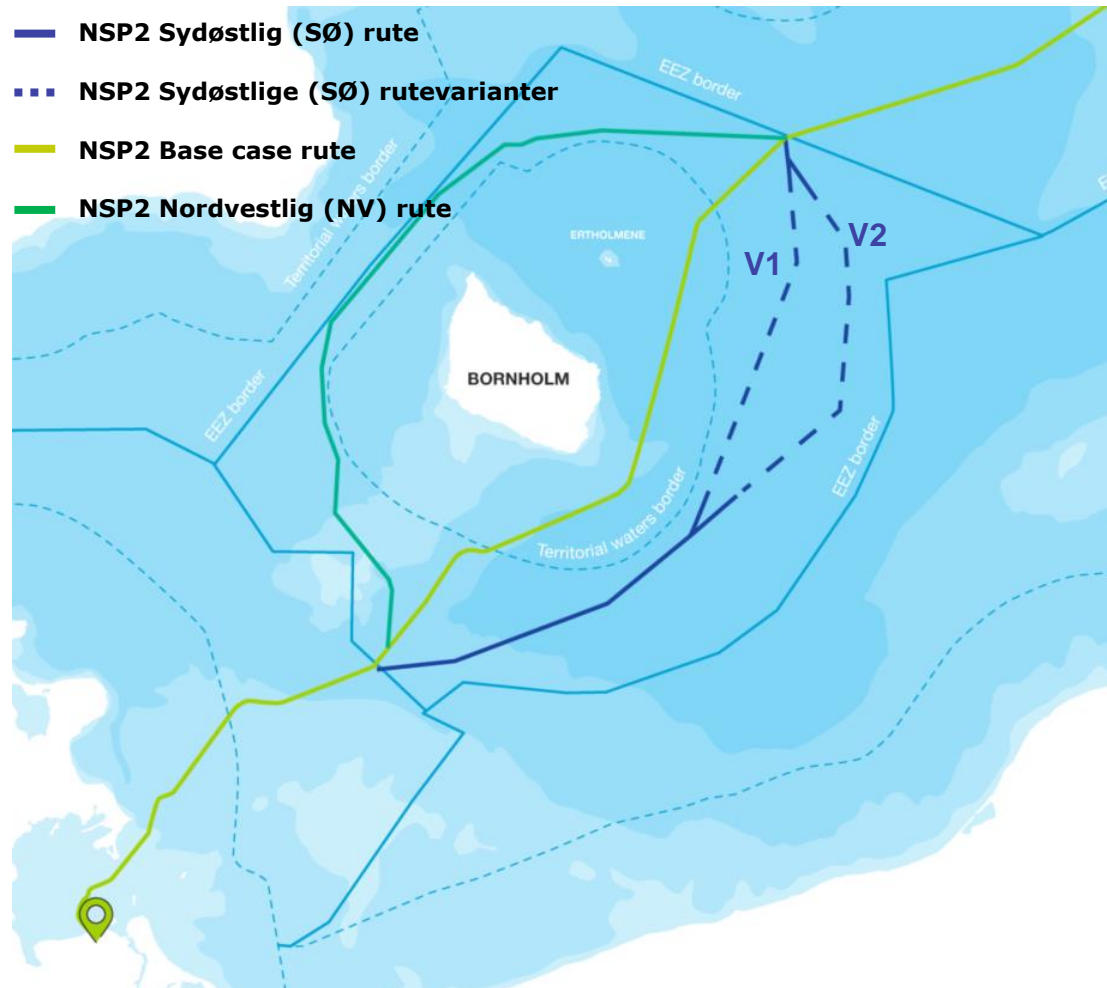 NSP2 Sydøstlig (SØ) rute
NSP2 Sydøstlige (SØ) rutevarianter
NSP2 Base case rute
NSP2 Nordvestlig (NV) rute
EEZ border
Territorial waters border
ERTHOLMENE
V1
V2
BORNHOLM
EEZ border
EEZ border
Territorial waters border